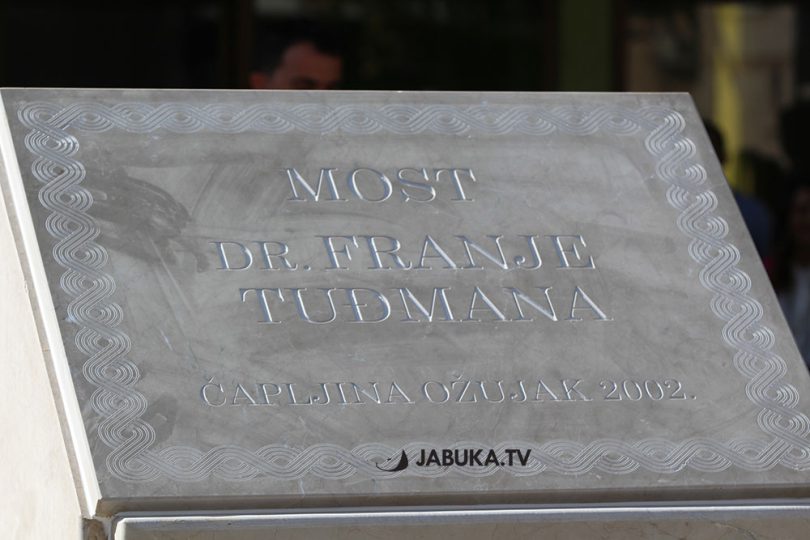 MOST
DR. FRANJE
TUĐMANA
ČAPLJINA OŽUJAK 2002.
JABUKA.TV